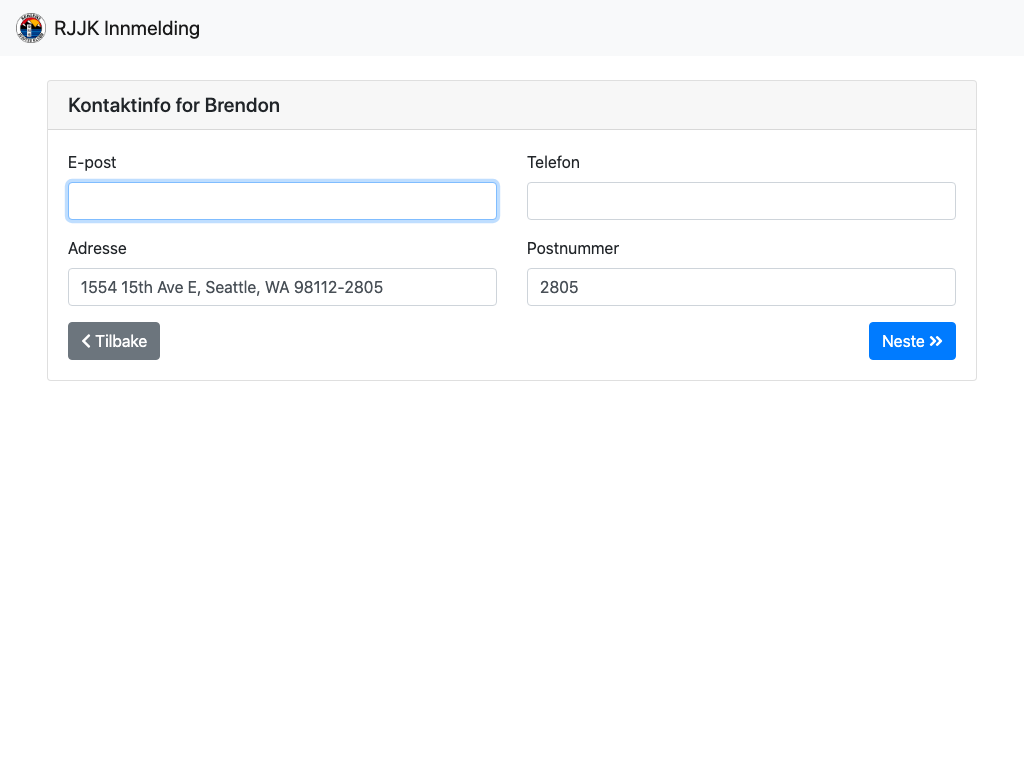 RJJK Innmelding
Kontaktinfo for Brendon
E-post
Telefon
Adresse
Postnummer
1554 15th Ave E, Seattle, WA 98112-2805
2805
Tilbake
Neste